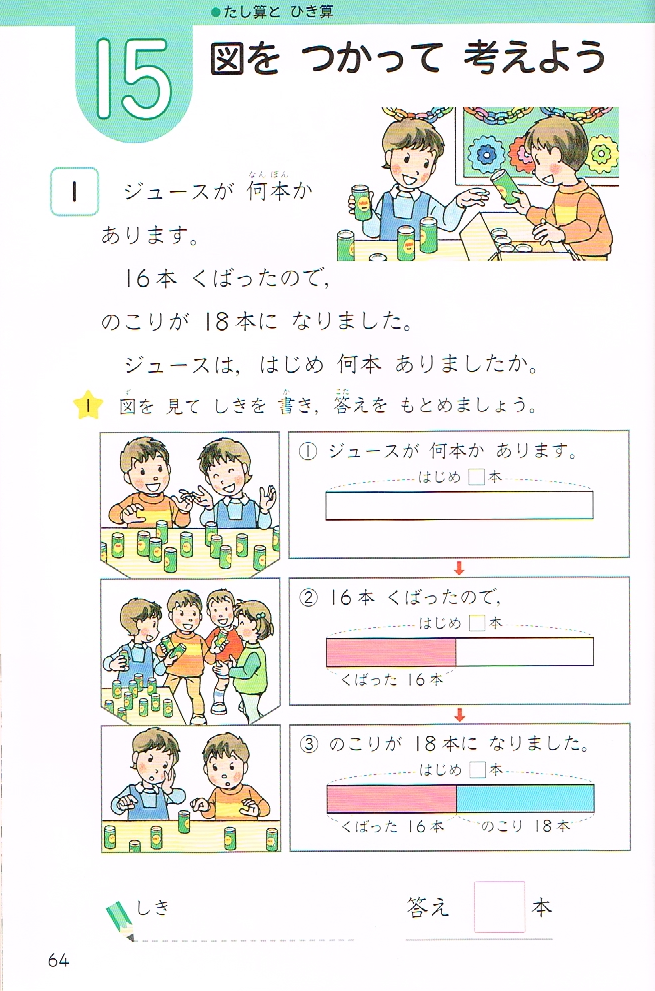 ●たし算と ひき算
15 図を つかって 考えよう
1 ジュースが 何本か
なんぼん
あります。
16本 くばったので,
のこりが 18本に なりました。
ジュースは, はじめ 何本 ありましたか。
1 図を 見て しきを 書き, 答えを もとめましょう。
ず か こた
① ジュースが 何本か あります。
はじめ □本
② 16本 くばったので,
はじめ □本
くばった 16本
③ のこりが 18本に なりました。
はじめ □本
くばった 16本 のこり 18本
しき 答え □ 本
64